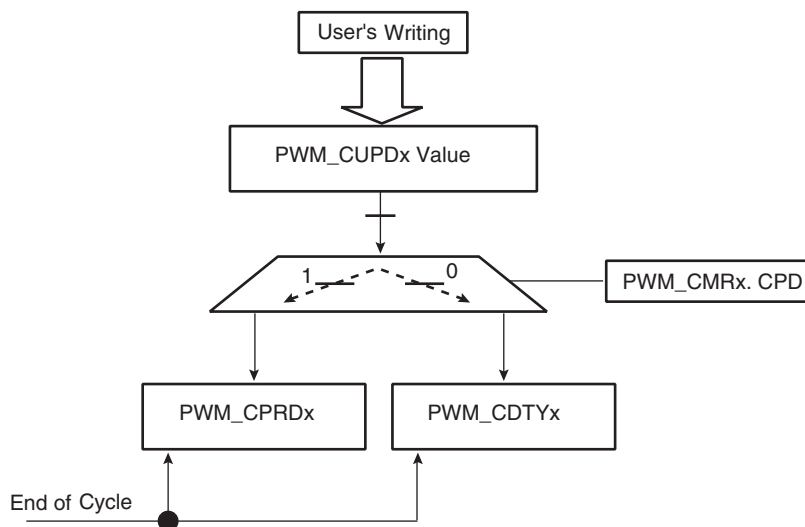 User's Writing
PWM_CUPDx Value
1
0
PWM_CMRx. CPD
PWM_CPRDx
PWM_CDTYx
End of Cycle